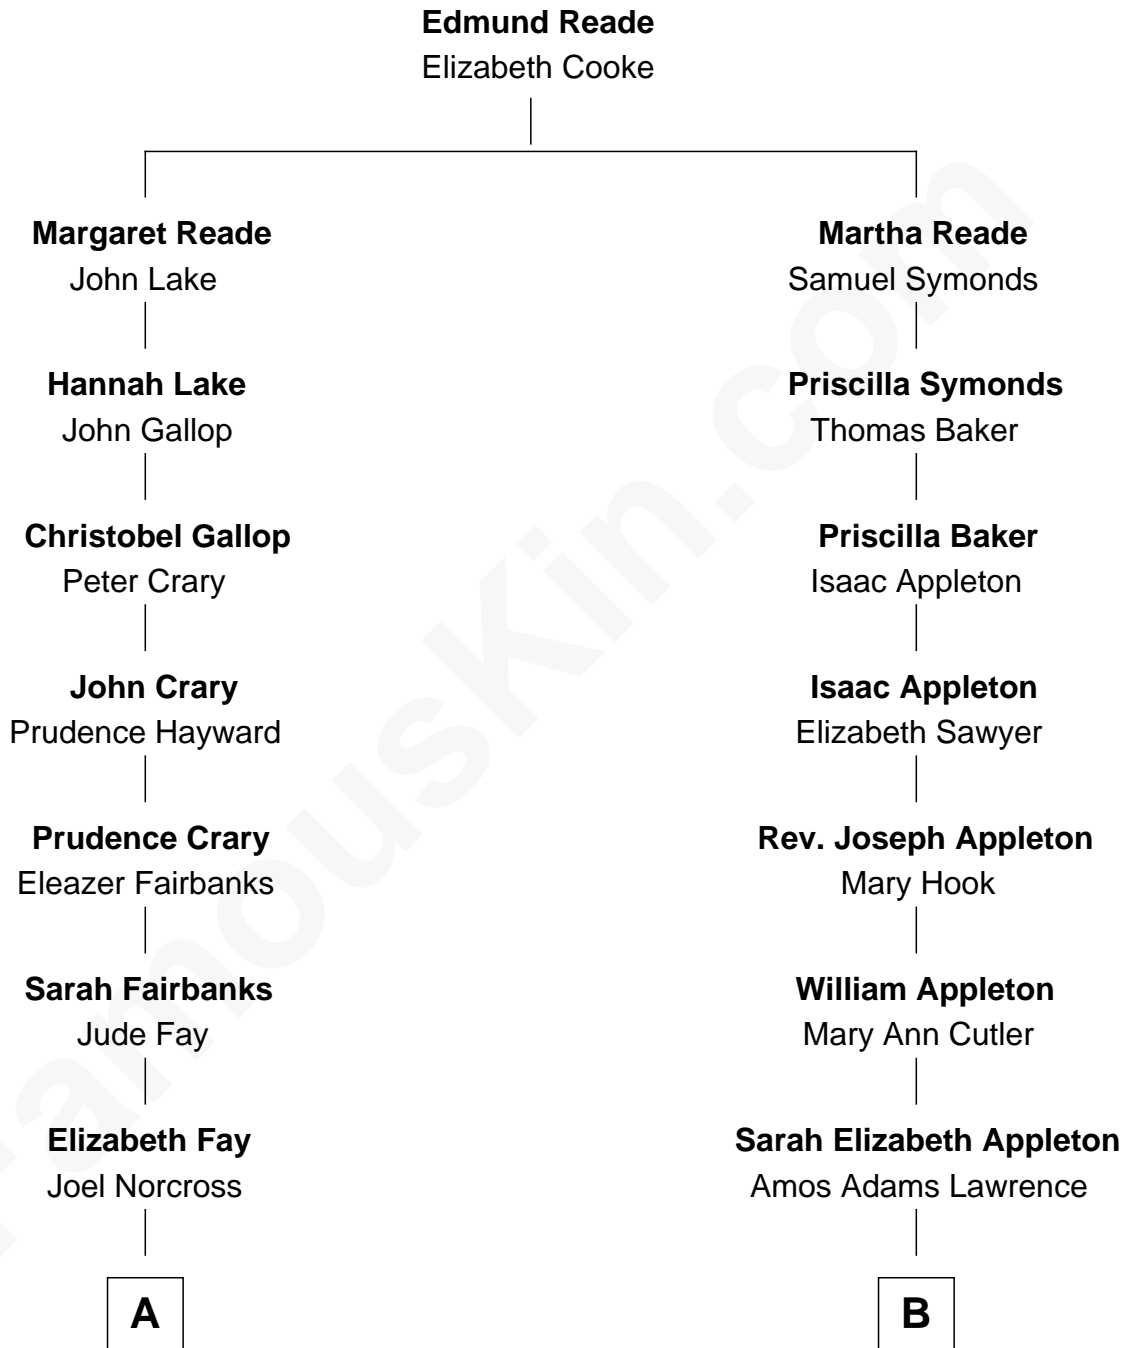 Edmund Reade
Elizabeth Cooke
Margaret Reade
John Lake
Hannah Lake
John Gallop
Christobel Gallop
Peter Crary
John Crary
Prudence Hayward
Prudence Crary
Eleazer Fairbanks
Sarah Fairbanks
Jude Fay
Elizabeth Fay
Joel Norcross
A
Martha Reade
Samuel Symonds
Priscilla Symonds
Thomas Baker
Priscilla Baker
Isaac Appleton
Isaac Appleton
Elizabeth Sawyer
Rev. Joseph Appleton
Mary Hook
William Appleton
Mary Ann Cutler
Sarah Elizabeth Appleton
Amos Adams Lawrence
B
FamousKin.com